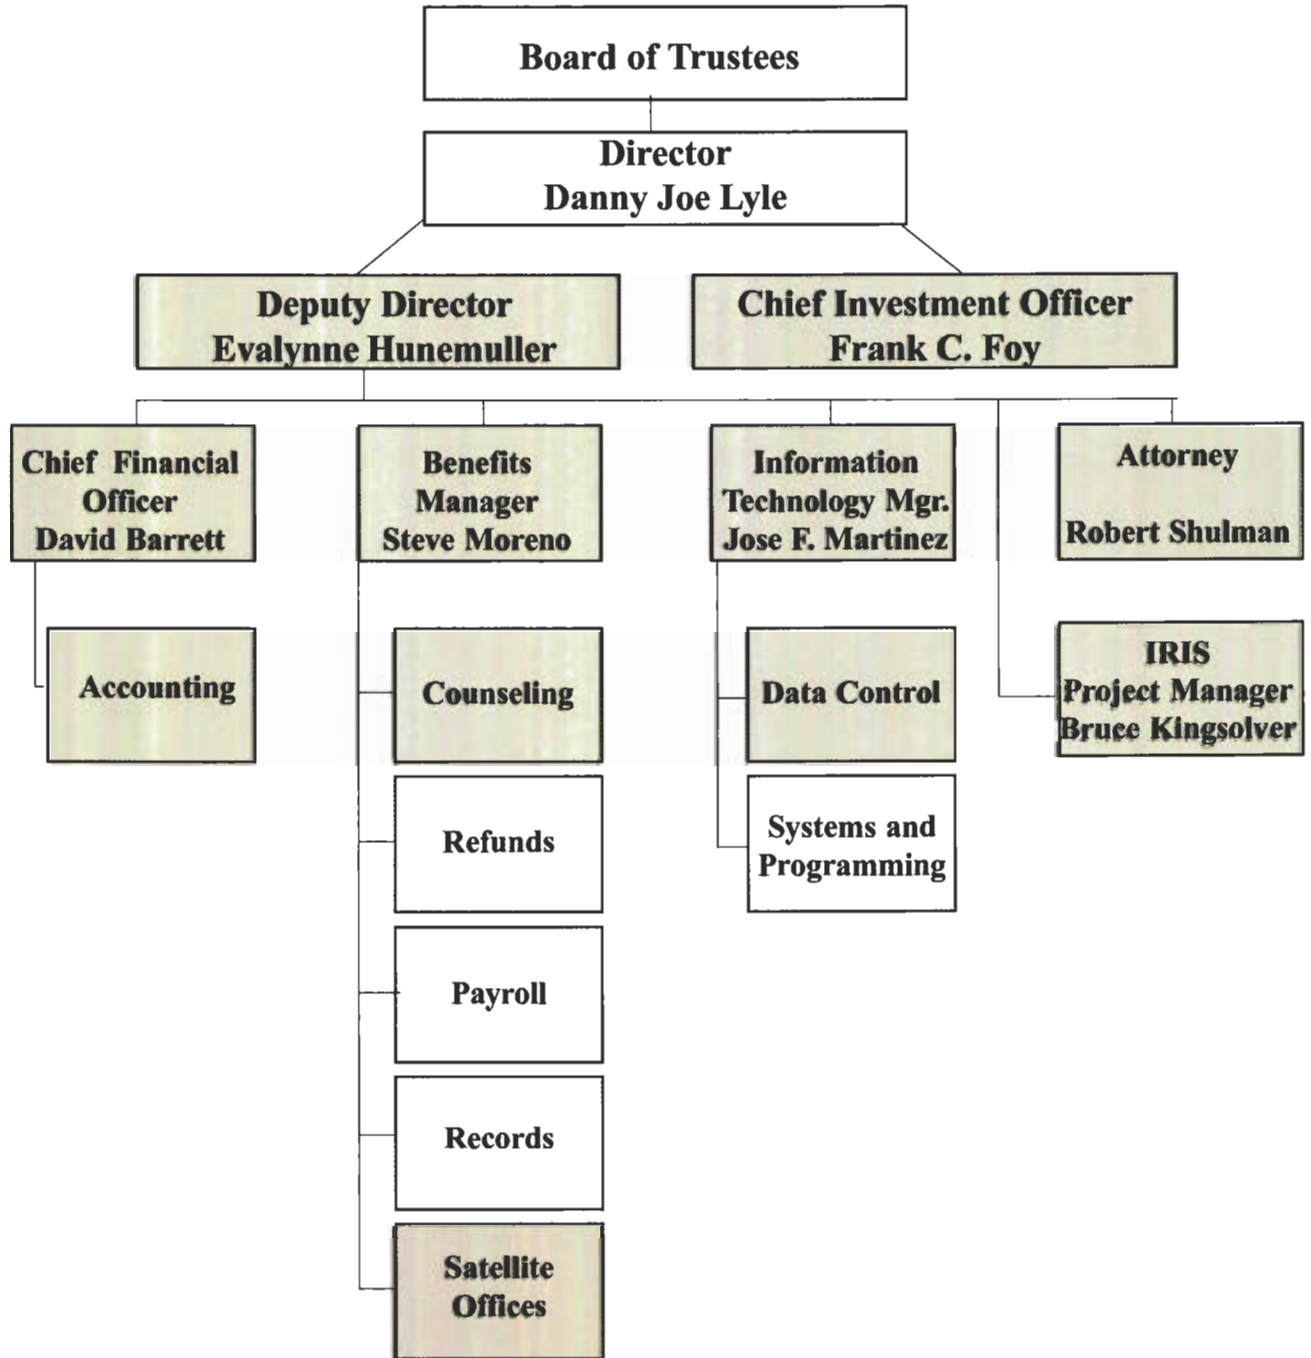 Board of Trustees
Director
Danny Joe Lyle
Deputy Director
Evalynne Hunemuller
Chief Investment Officer
Frank C. Foy
Chief Financial
Officer
David Barrett
Benefits
Manager
Steve Moreno
Information
Technology Mgr.
Jose F. Martinez
Attorney
Robert Shulman
Accounting
Counseling
Data Control
IRIS
Project Manager
Bruce Kingsolver
Refunds
Systems and
Programming
Payroll
Records
Satellite
Offices